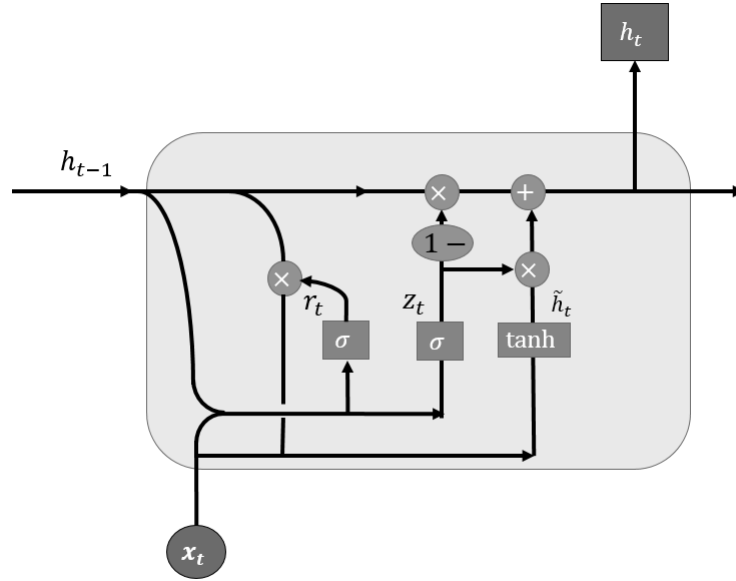 h_t
h_{t−1}
×
+
1 −
×
×
r_t
z_t
h̃_t
σ
σ
tanh
x_t